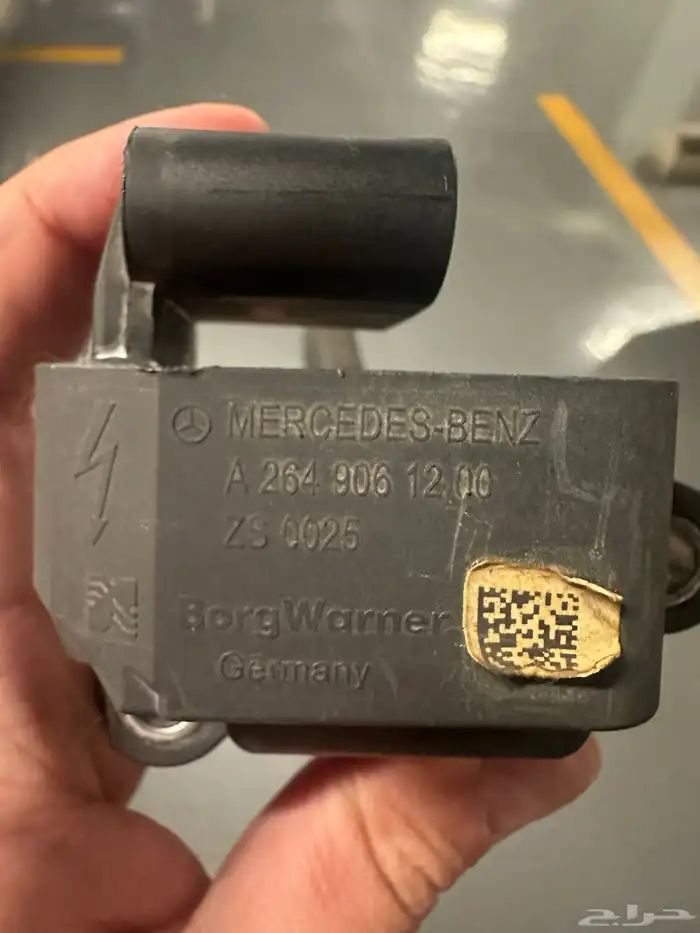 MERCEDES-BENZ
A 264 906 12 00
ZS 0025
BorgWarner
Germany
حراج